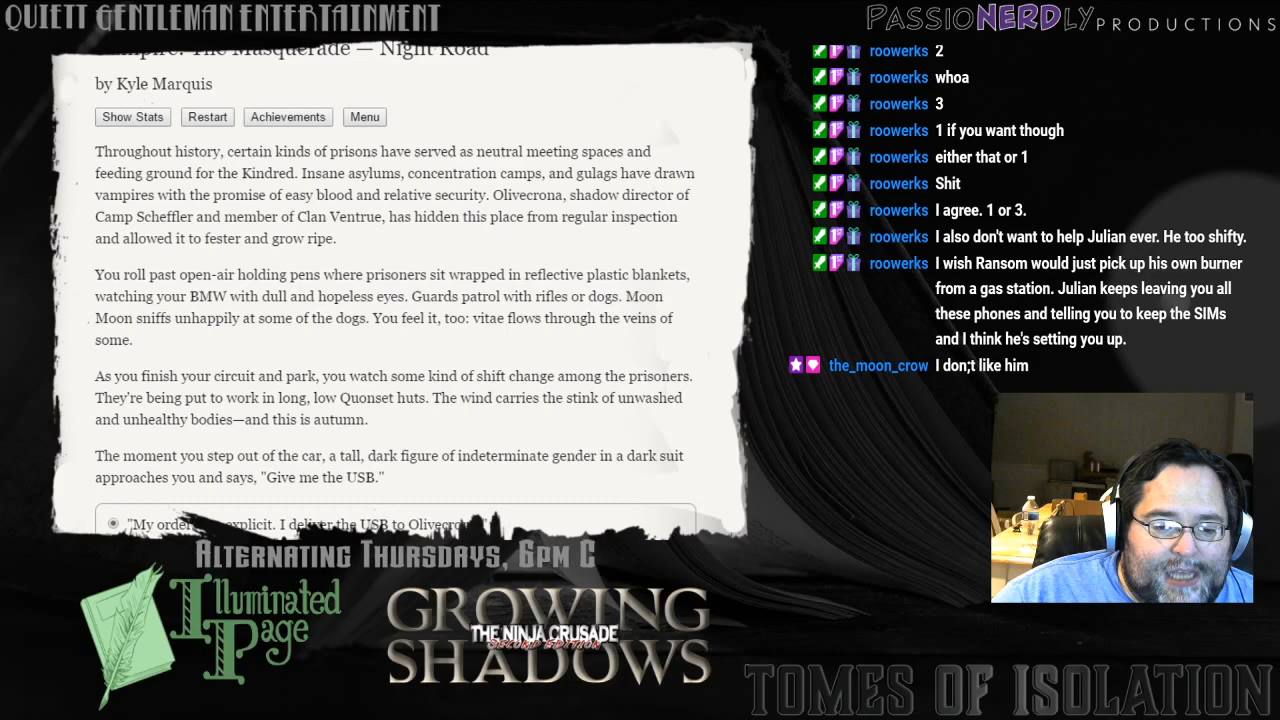 QUIETT GENTLEMAN ENTERTAINMENT
PASSIONERDLY PRODUCTIONS
Vampire: The Masquerade — Night Road
by Kyle Marquis
Show Stats Restart Achievements Menu
Throughout history, certain kinds of prisons have served as neutral meeting spaces and
feeding ground for the Kindred. Insane asylums, concentration camps, and gulags have drawn
vampires with the promise of easy blood and relative security. Olivecrona, shadow director of
Camp Scheffler and member of Clan Ventrue, has hidden this place from regular inspection
and allowed it to fester and grow ripe.
You roll past open-air holding pens where prisoners sit wrapped in reflective plastic blankets,
watching your BMW with dull and hopeless eyes. Guards patrol with rifles or dogs. Moon
Moon sniffs unhappily at some of the dogs. You feel it, too: vitae flows through the veins of
some.
As you finish your circuit and park, you watch some kind of shift change among the prisoners.
They're being put to work in long, low Quonset huts. The wind carries the stink of unwashed
and unhealthy bodies—and this is autumn.
The moment you step out of the car, a tall, dark figure of indeterminate gender in a dark suit
approaches you and says, "Give me the USB."
"My orders explicit. I deliver the USB to
roowerks 2
roowerks whoa
roowerks 3
roowerks 1 if you want though
roowerks either that or 1
roowerks Shit
roowerks I agree. 1 or 3.
roowerks I also don't want to help Julian ever. He too shifty.
roowerks I wish Ransom would just pick up his own burner
from a gas station. Julian keeps leaving you all
these phones and telling you to keep the SIMs
and I think he's setting you up.
the_moon_crow I don;t like him
ALTERNATING THURSDAYS, 6PM C
ILLUMINATED
PAGE
GROWING
THE NINJA CRUSADE
SECOND EDITION
SHADOWS
TOMES OF ISOLATION